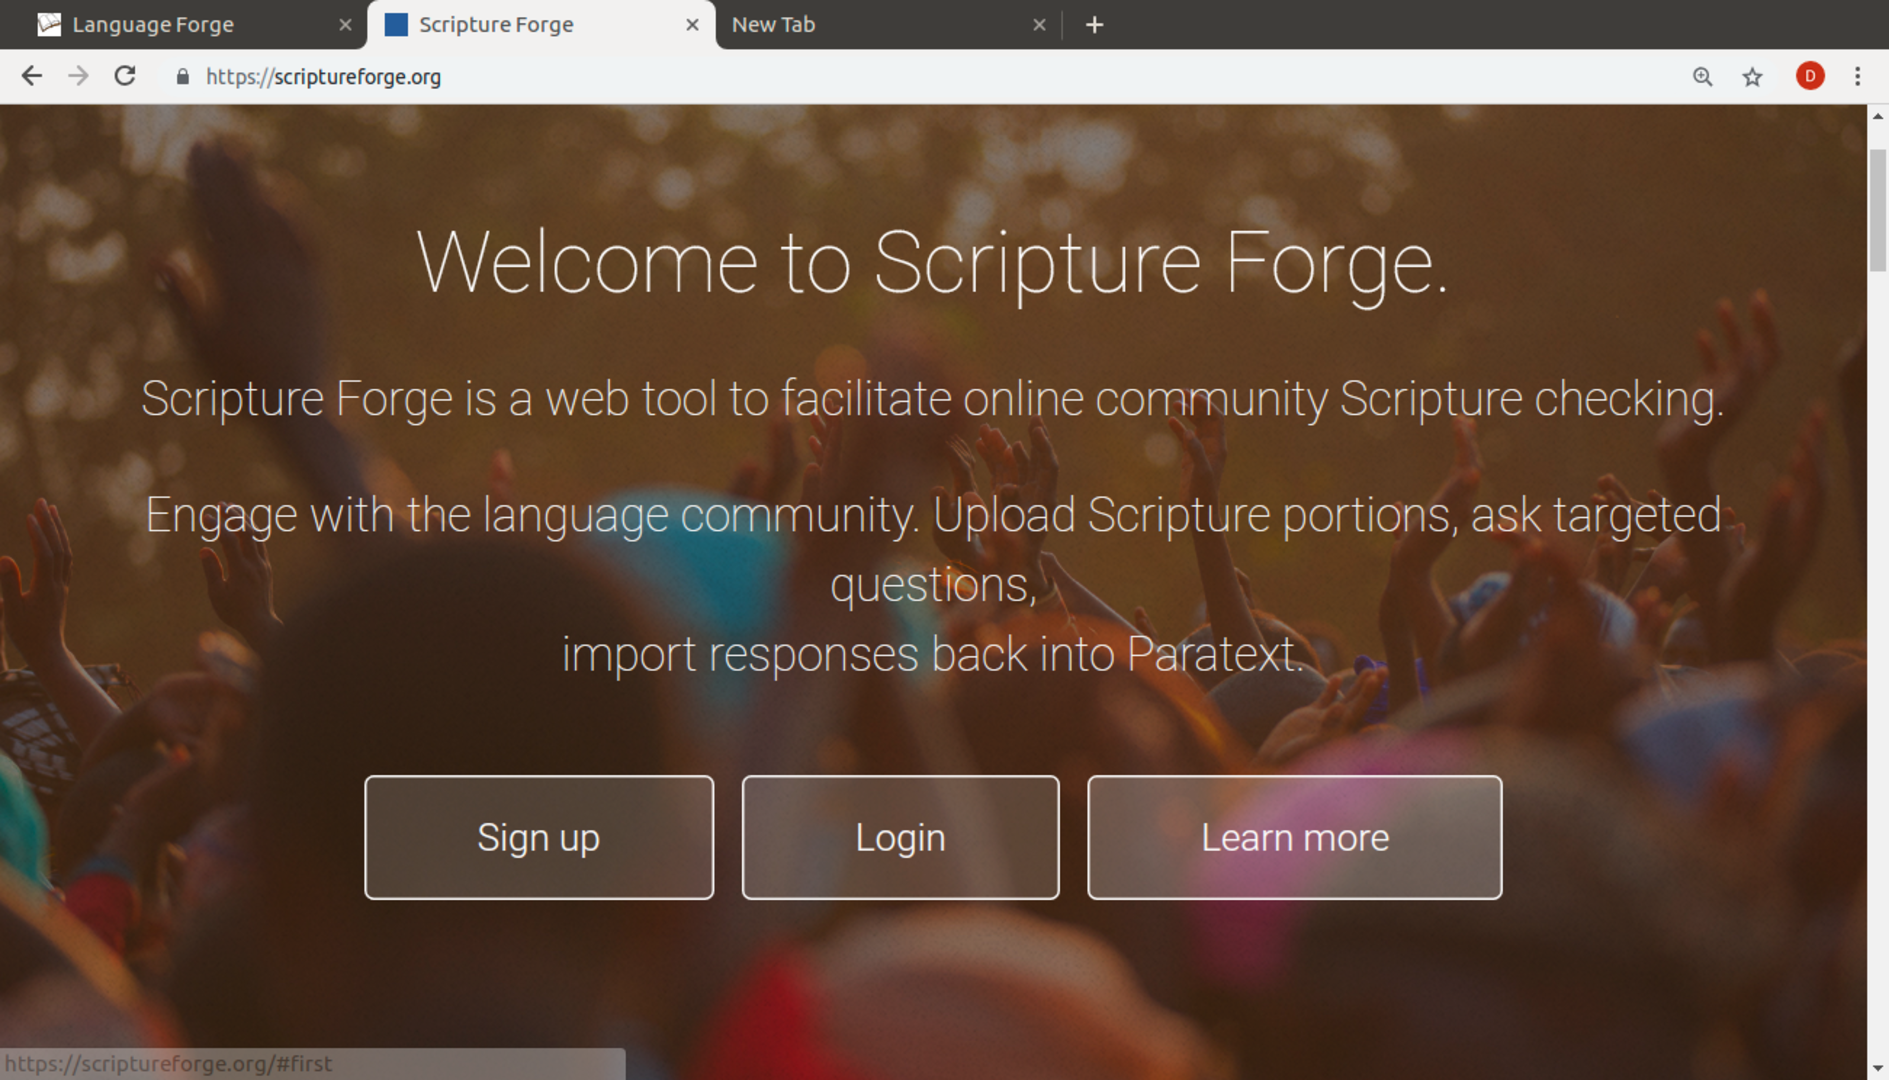 Language Forge
Scripture Forge
New Tab
https://scriptureforge.org
D
Welcome to Scripture Forge.
Scripture Forge is a web tool to facilitate online community Scripture checking.
Engage with the language community. Upload Scripture portions, ask targeted
questions,
import responses back into Paratext.
Sign up
Login
Learn more
https://scriptureforge.org/#first